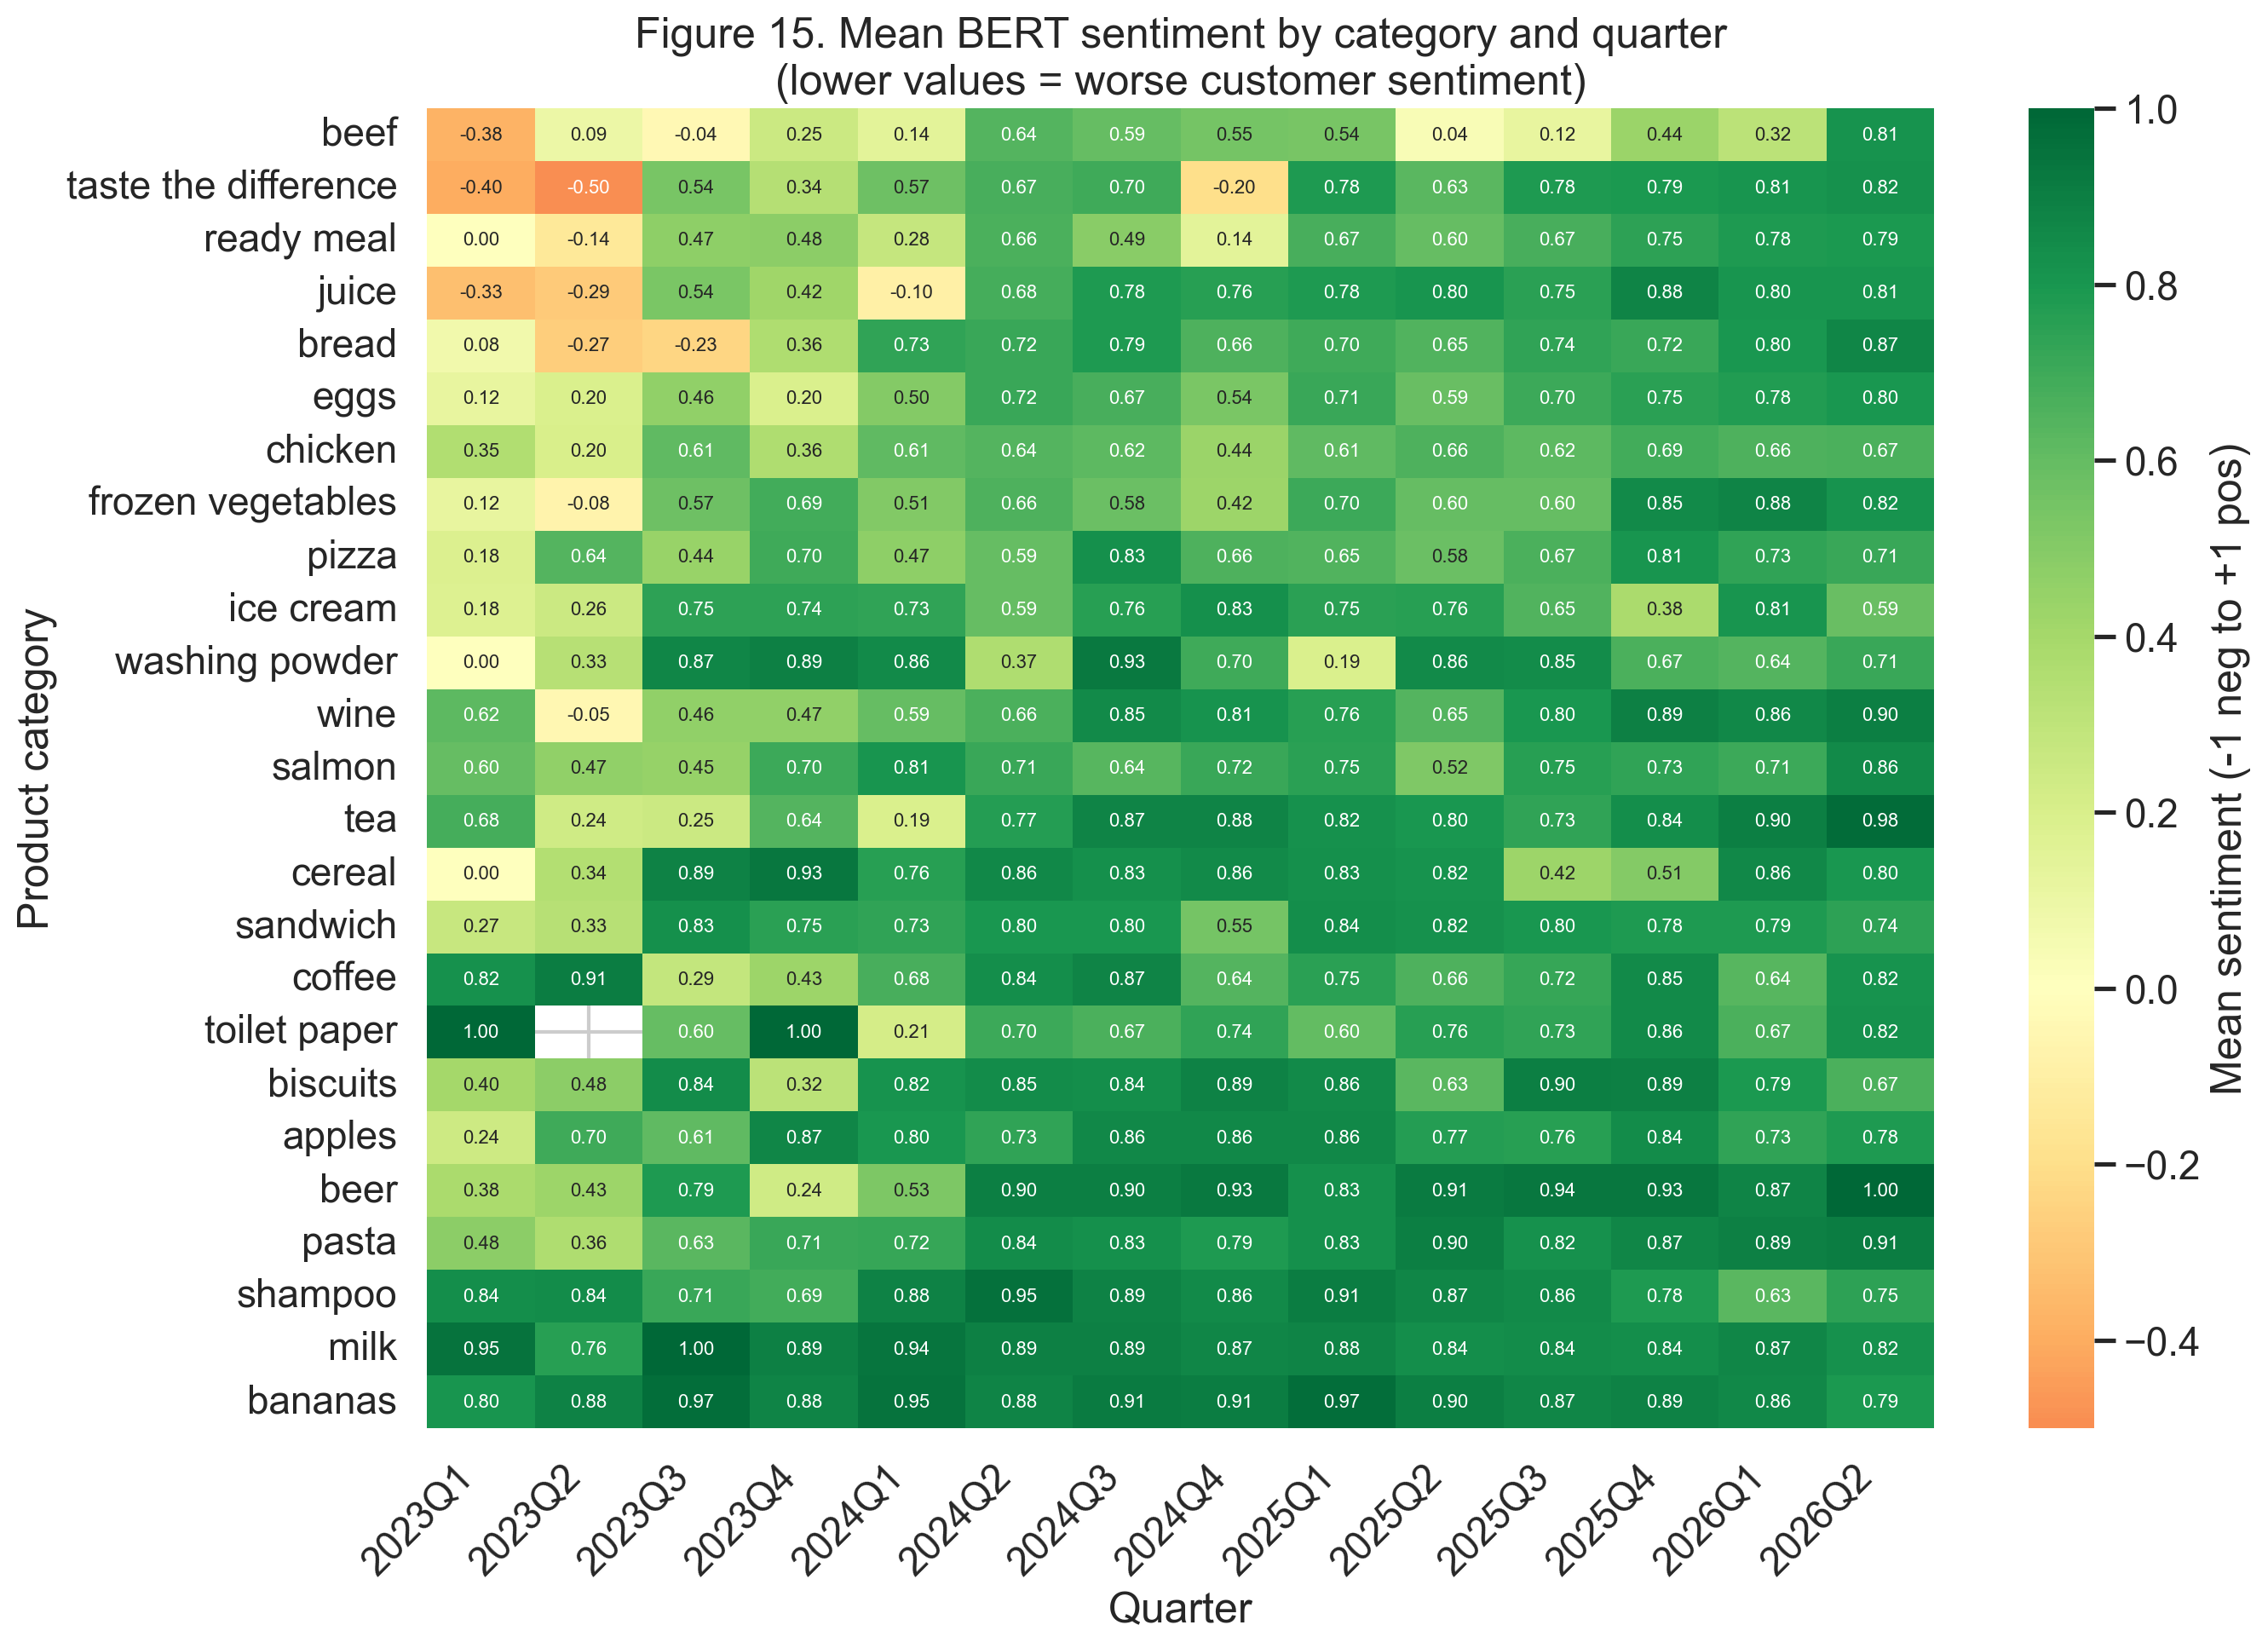 Figure 15. Mean BERT sentiment by category and quarter
(lower values = worse customer sentiment)
Product category
beef -0.38 0.09 -0.04 0.25 0.14 0.64 0.59 0.55 0.54 0.04 0.12 0.44 0.32 0.81
taste the difference -0.40 -0.50 0.54 0.34 0.57 0.67 0.70 -0.20 0.78 0.63 0.78 0.79 0.81 0.82
ready meal 0.00 -0.14 0.47 0.48 0.28 0.66 0.49 0.14 0.67 0.60 0.67 0.75 0.78 0.79
juice -0.33 -0.29 0.54 0.42 -0.10 0.68 0.78 0.76 0.78 0.80 0.75 0.88 0.80 0.81
bread 0.08 -0.27 -0.23 0.36 0.73 0.72 0.79 0.66 0.70 0.65 0.74 0.72 0.80 0.87
eggs 0.12 0.20 0.46 0.20 0.50 0.72 0.67 0.54 0.71 0.59 0.70 0.75 0.78 0.80
chicken 0.35 0.20 0.61 0.36 0.61 0.64 0.62 0.44 0.61 0.66 0.62 0.69 0.66 0.67
frozen vegetables 0.12 -0.08 0.57 0.69 0.51 0.66 0.58 0.42 0.70 0.60 0.60 0.85 0.88 0.82
pizza 0.18 0.64 0.44 0.70 0.47 0.59 0.83 0.66 0.65 0.58 0.67 0.81 0.73 0.71
ice cream 0.18 0.26 0.75 0.74 0.73 0.59 0.76 0.83 0.75 0.76 0.65 0.38 0.81 0.59
washing powder 0.00 0.33 0.87 0.89 0.86 0.37 0.93 0.70 0.19 0.86 0.85 0.67 0.64 0.71
wine 0.62 -0.05 0.46 0.47 0.59 0.66 0.85 0.81 0.76 0.65 0.80 0.89 0.86 0.90
salmon 0.60 0.47 0.45 0.70 0.81 0.71 0.64 0.72 0.75 0.52 0.75 0.73 0.71 0.86
tea 0.68 0.24 0.25 0.64 0.19 0.77 0.87 0.88 0.82 0.80 0.73 0.84 0.90 0.98
cereal 0.00 0.34 0.89 0.93 0.76 0.86 0.83 0.86 0.83 0.82 0.42 0.51 0.86 0.80
sandwich 0.27 0.33 0.83 0.75 0.73 0.80 0.80 0.55 0.84 0.82 0.80 0.78 0.79 0.74
coffee 0.82 0.91 0.29 0.43 0.68 0.84 0.87 0.64 0.75 0.66 0.72 0.85 0.64 0.82
toilet paper 1.00 0.60 1.00 0.21 0.70 0.67 0.74 0.60 0.76 0.73 0.86 0.67 0.82
biscuits 0.40 0.48 0.84 0.32 0.82 0.85 0.84 0.89 0.86 0.63 0.90 0.89 0.79 0.67
apples 0.24 0.70 0.61 0.87 0.80 0.73 0.86 0.86 0.86 0.77 0.76 0.84 0.73 0.78
beer 0.38 0.43 0.79 0.24 0.53 0.90 0.90 0.93 0.83 0.91 0.94 0.93 0.87 1.00
pasta 0.48 0.36 0.63 0.71 0.72 0.84 0.83 0.79 0.83 0.90 0.82 0.87 0.89 0.91
shampoo 0.84 0.84 0.71 0.69 0.88 0.95 0.89 0.86 0.91 0.87 0.86 0.78 0.63 0.75
milk 0.95 0.76 1.00 0.89 0.94 0.89 0.89 0.87 0.88 0.84 0.84 0.84 0.87 0.82
bananas 0.80 0.88 0.97 0.88 0.95 0.88 0.91 0.91 0.97 0.90 0.87 0.89 0.86 0.79
2023Q1 2023Q2 2023Q3 2023Q4 2024Q1 2024Q2 2024Q3 2024Q4 2025Q1 2025Q2 2025Q3 2025Q4 2026Q1 2026Q2
Quarter
1.0
0.8
0.6
0.4
0.2
0.0
−0.2
−0.4
Mean sentiment (-1 neg to +1 pos)